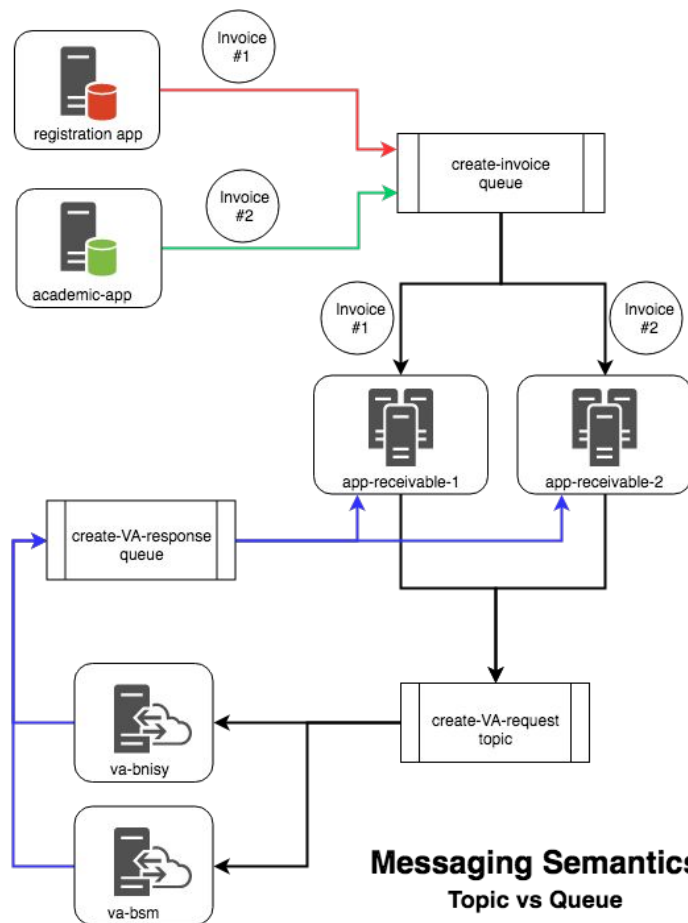 Invoice
#1
registration app
create-invoice
queue
Invoice
#2
academic-app
Invoice
#1
Invoice
#2
app-receivable-1
app-receivable-2
create-VA-response
queue
create-VA-request
topic
va-bnisy
va-bsm
Messaging Semantics
Topic vs Queue